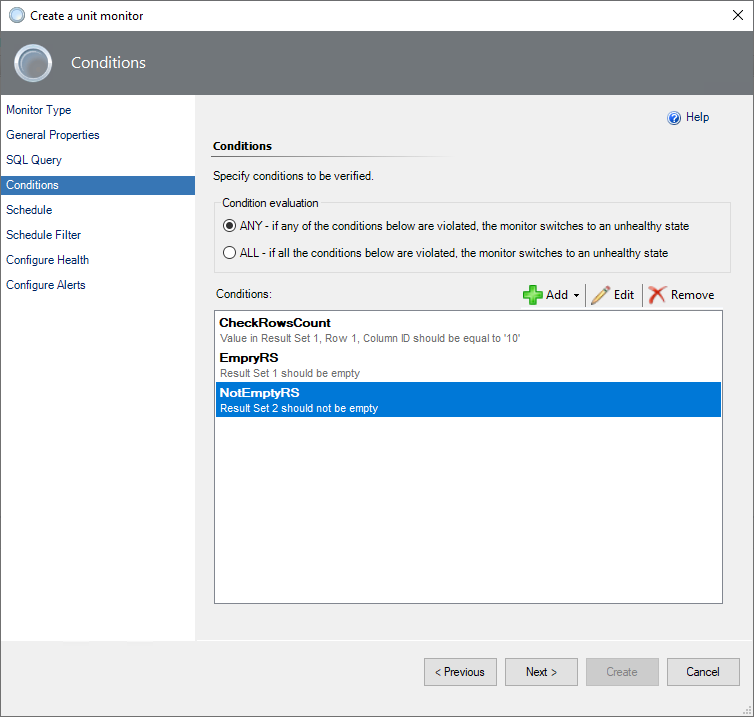 Create a unit monitor
Conditions
Monitor Type
General Properties
SQL Query
Conditions
Schedule
Schedule Filter
Configure Health
Configure Alerts
Help
Conditions
Specify conditions to be verified.
Condition evaluation
ANY - if any of the conditions below are violated, the monitor switches to an unhealthy state
ALL - if all the conditions below are violated, the monitor switches to an unhealthy state
Conditions:
Add
Edit
Remove
CheckRowsCount
Value in Result Set 1, Row 1, Column ID should be equal to '10'
EmpryRS
Result Set 1 should be empty
NotEmptyRS
Result Set 2 should not be empty
< Previous
Next >
Create
Cancel